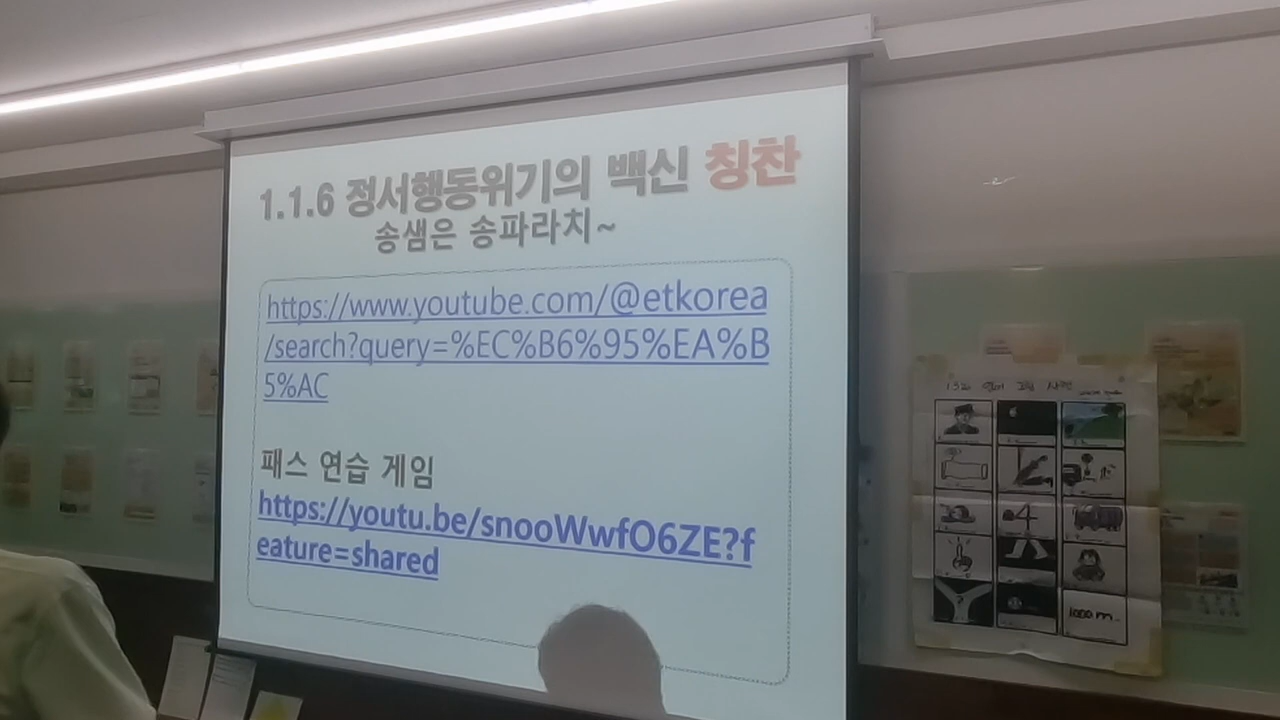 1.1.6 정서행동위기의 백신 칭찬
송샘은 송파라치~
https://www.youtube.com/@etkorea
/search?query=%EC%B6%95%EA%B
5%AC
패스 연습 게임
https://youtu.be/snooWwfO6ZE?f
eature=shared
1000 m.